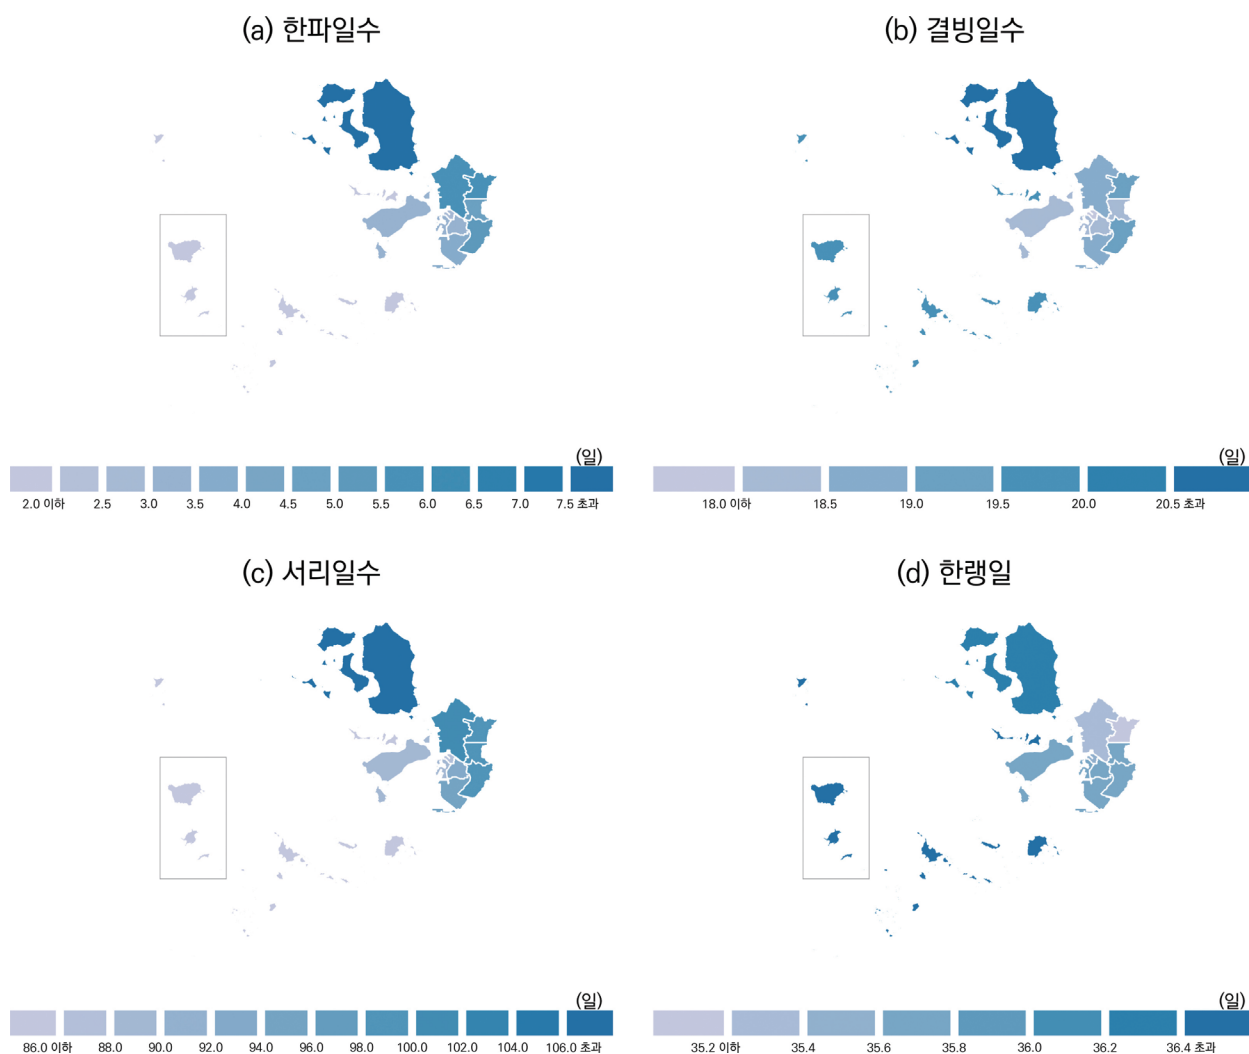 (a) 한파일수
(b) 결빙일수
(일)
2.0 이하 2.5 3.0 3.5 4.0 4.5 5.0 5.5 6.0 6.5 7.0 7.5 초과
(일)
18.0 이하 18.5 19.0 19.5 20.0 20.5 초과
(c) 서리일수
(d) 한랭일
(일)
86.0 이하 88.0 90.0 92.0 94.0 96.0 98.0 100.0 102.0 104.0 106.0 초과
(일)
35.2 이하 35.4 35.6 35.8 36.0 36.2 36.4 초과